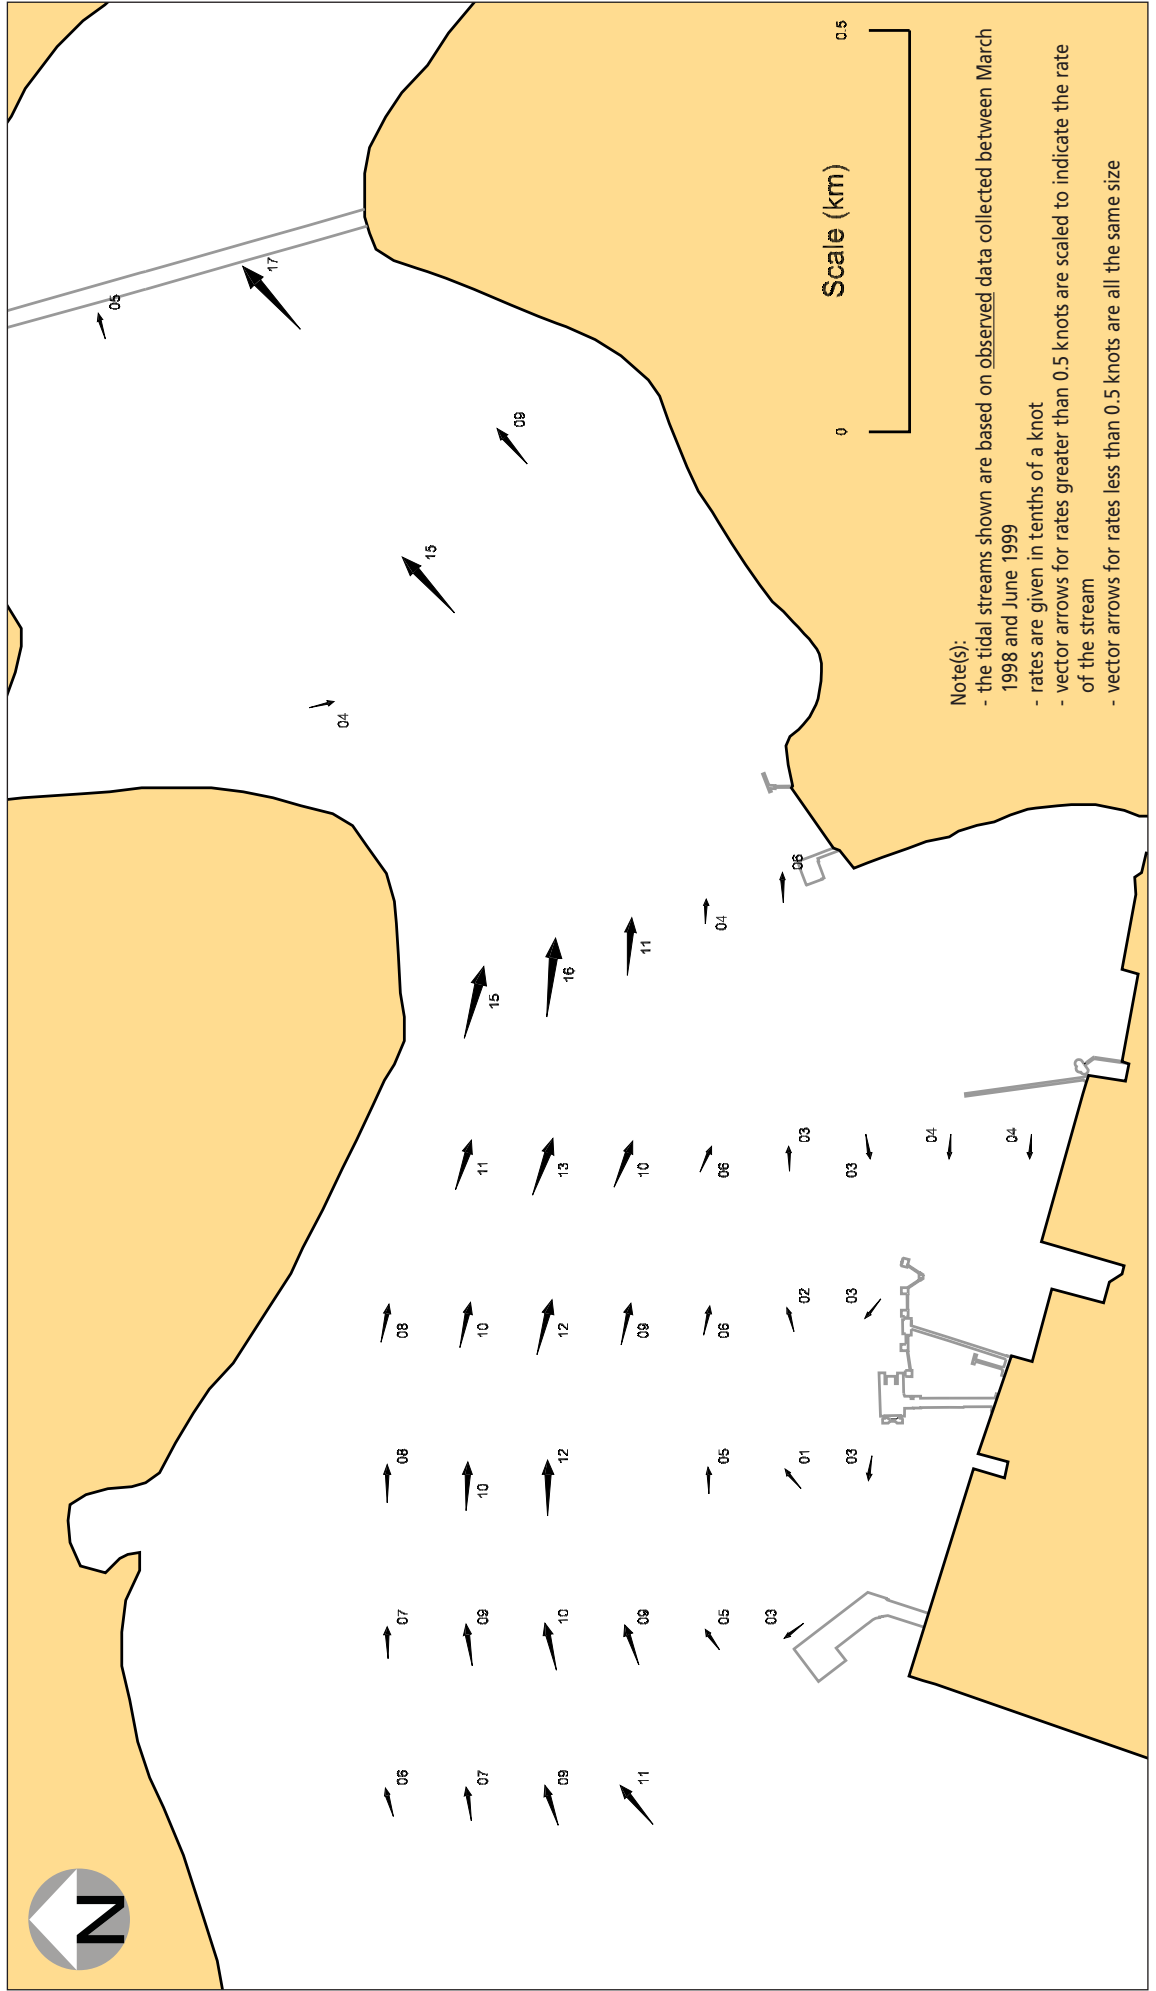 N
05
17
04
06 07 08 08
15
07 09 10 10 11 15
09
09 10 12 12 13 16
11 09 09 10 11
05 05 06 06 04
03
01 02 03 06
03 03 03
Scale (km)
0 0.5
04
04
Note(s):
- the tidal streams shown are based on observed data collected between March
1998 and June 1999
- rates are given in tenths of a knot
- vector arrows for rates greater than 0.5 knots are scaled to indicate the rate
of the stream
- vector arrows for rates less than 0.5 knots are all the same size